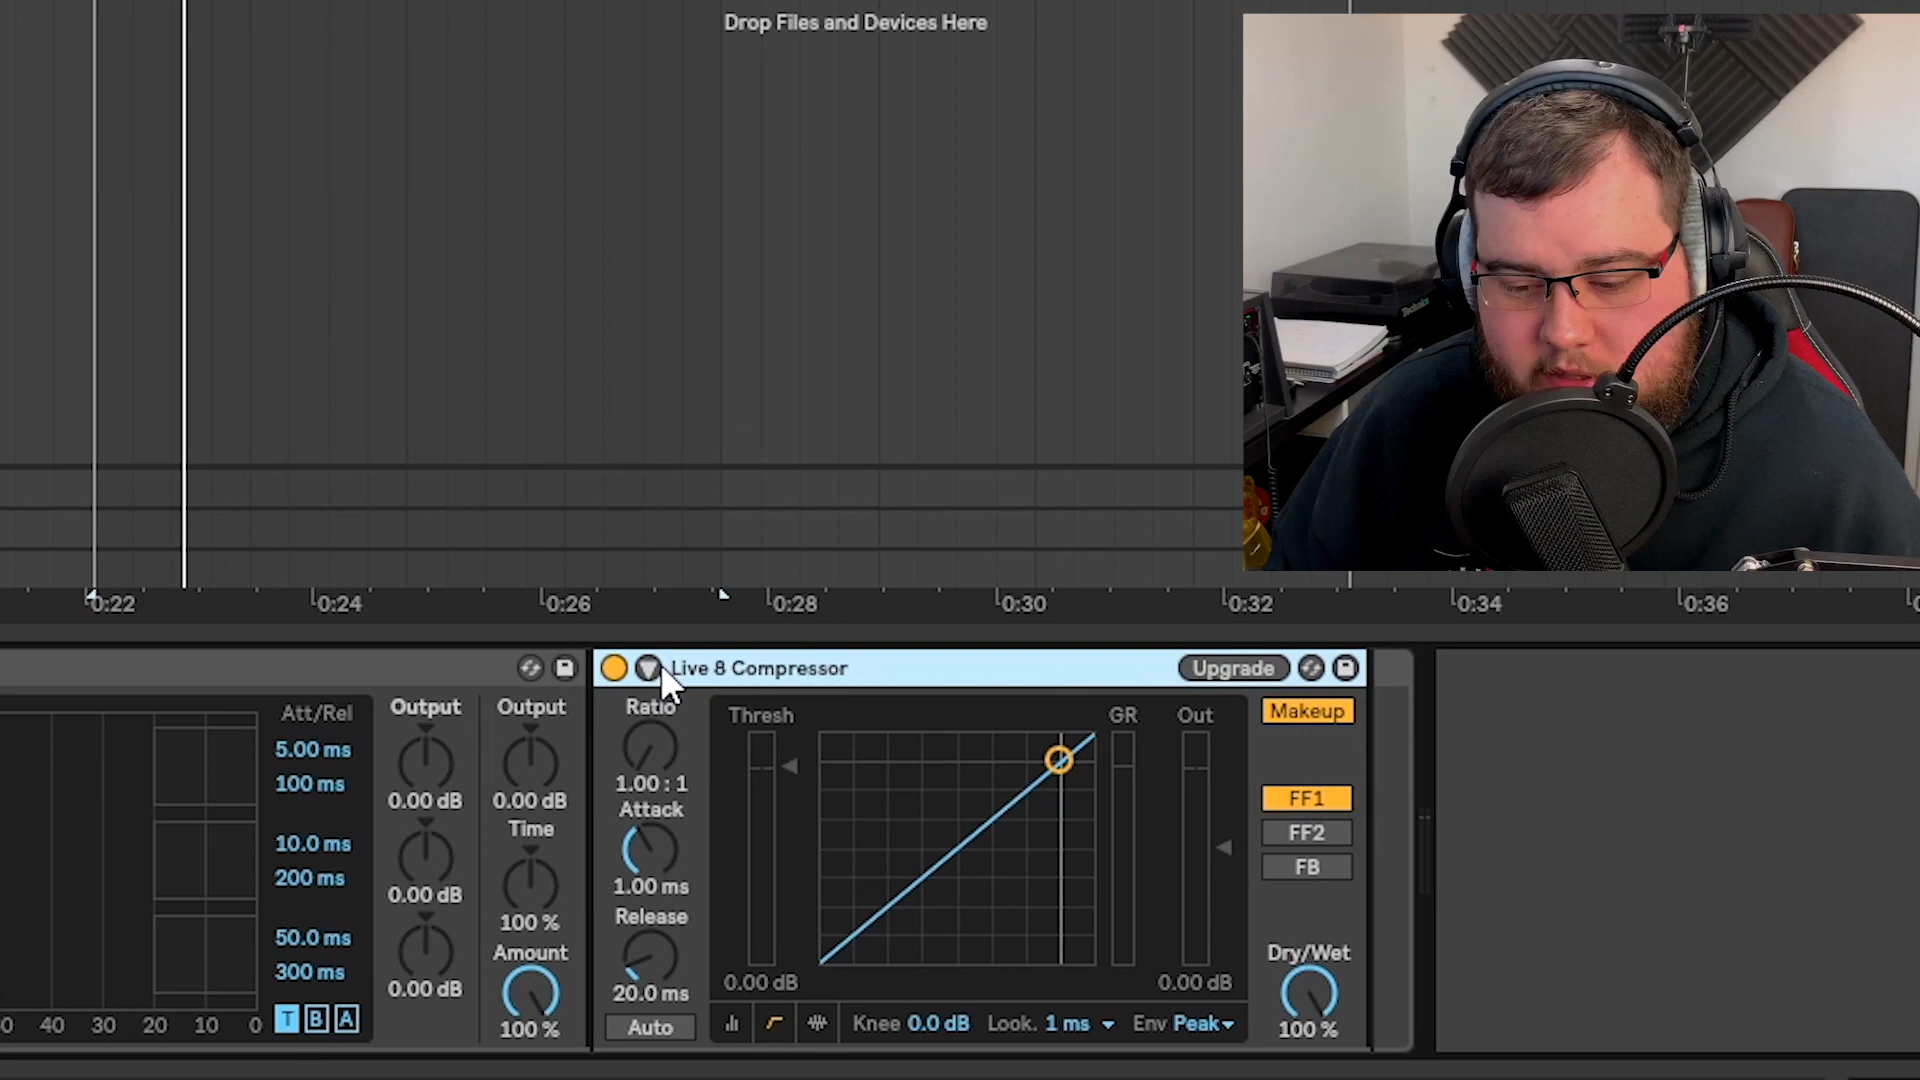 Drop Files and Devices Here
Technics
0:22
0:24
0:26
0:28
0:30
0:32
0:34
0:36
Live 8 Compressor
Upgrade
Att/Rel
5.00 ms
100 ms
10.0 ms
200 ms
50.0 ms
300 ms
T B A
40 30 20 10 0
Output
0.00 dB
0.00 dB
0.00 dB
Output
0.00 dB
Time
100 %
Amount
100 %
Ratio
1.00 : 1
Attack
1.00 ms
Release
20.0 ms
Auto
Thresh
0.00 dB
GR
Out
0.00 dB
Knee 0.0 dB Look. 1 ms Env Peak
Makeup
FF1
FF2
FB
Dry/Wet
100 %